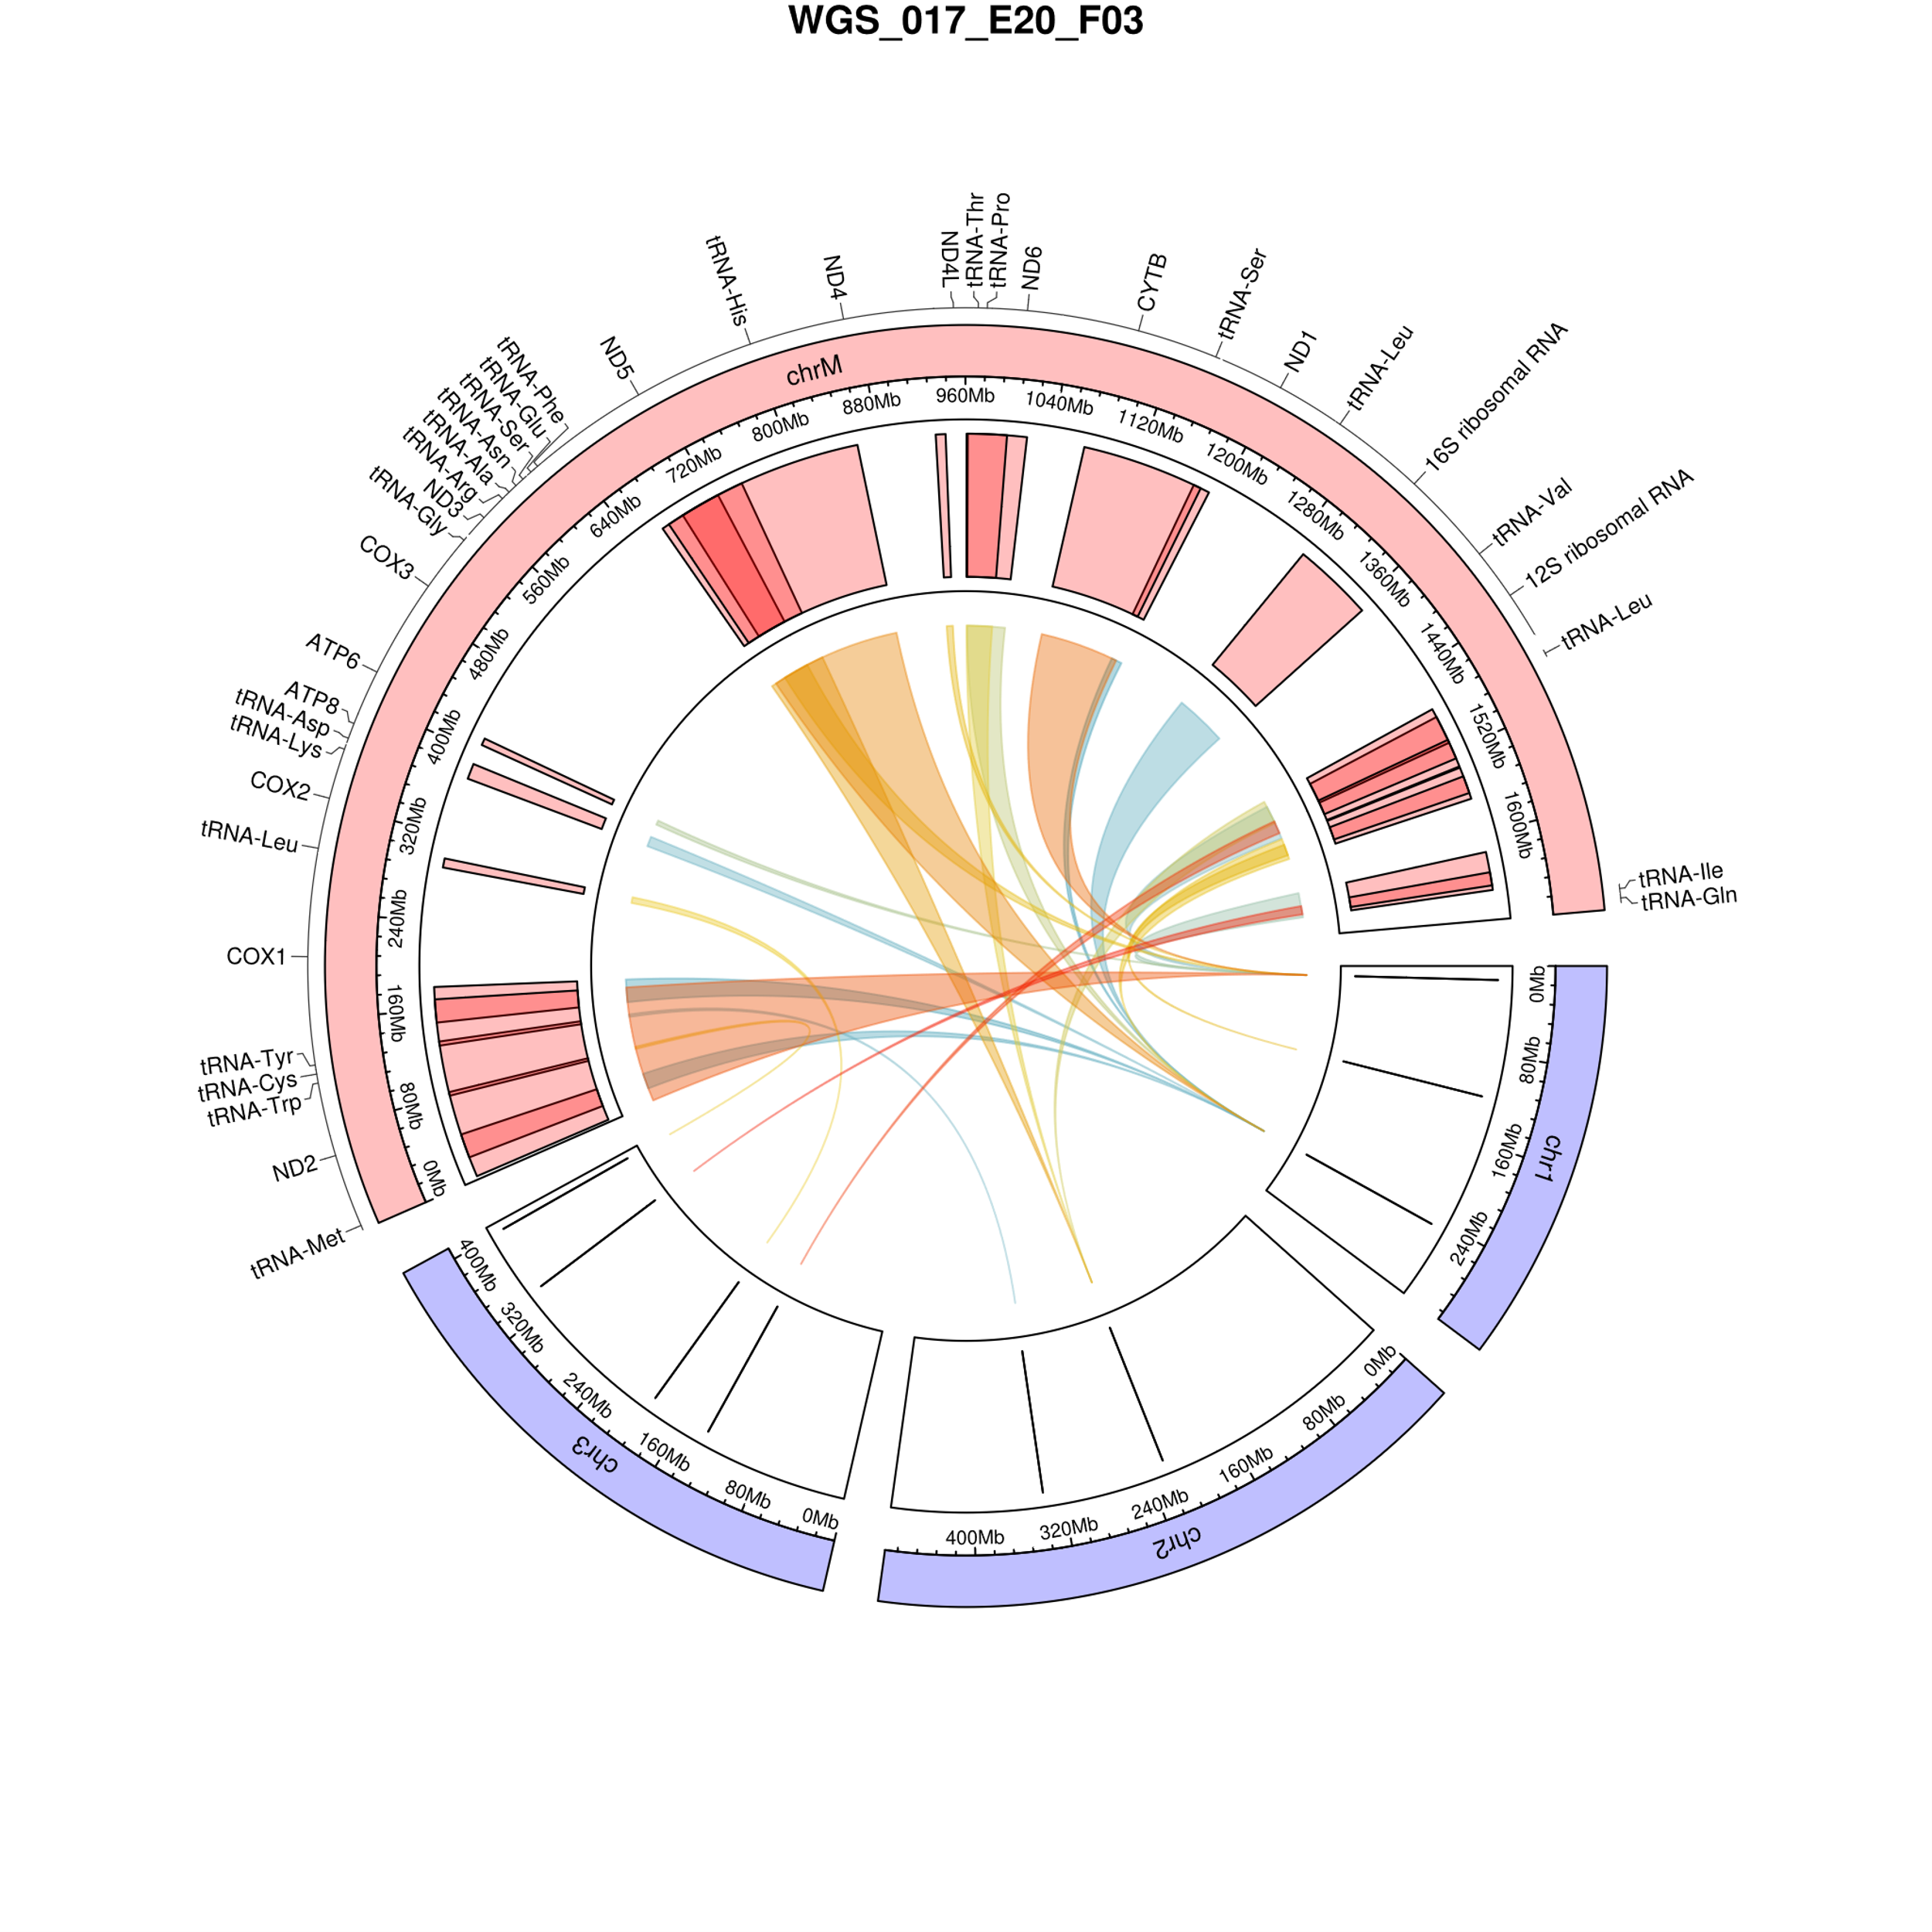 WGS_017_E20_F03
tRNA-Met
ND2
tRNA-Trp
tRNA-Cys
tRNA-Tyr
COX1
tRNA-Leu
COX2
tRNA-Lys
tRNA-Asp
ATP8
ATP6
COX3
tRNA-Gly
ND3
tRNA-Arg
tRNA-Ala
tRNA-Asn
tRNA-Ser
tRNA-Glu
tRNA-Phe
ND5
tRNA-His
ND4
ND4L
tRNA-Thr
tRNA-Pro
ND6
CYTB
tRNA-Ser
ND1
tRNA-Leu
16S ribosomal RNA
tRNA-Val
12S ribosomal RNA
tRNA-Leu
tRNA-Ile
tRNA-Gln
chrM
0Mb
80Mb
160Mb
240Mb
320Mb
400Mb
480Mb
560Mb
640Mb
720Mb
800Mb
880Mb
960Mb
1040Mb
1120Mb
1200Mb
1280Mb
1360Mb
1440Mb
1520Mb
1600Mb
chr1
0Mb
80Mb
160Mb
240Mb
chr2
0Mb
80Mb
160Mb
240Mb
320Mb
400Mb
chr3
0Mb
80Mb
160Mb
240Mb
320Mb
400Mb